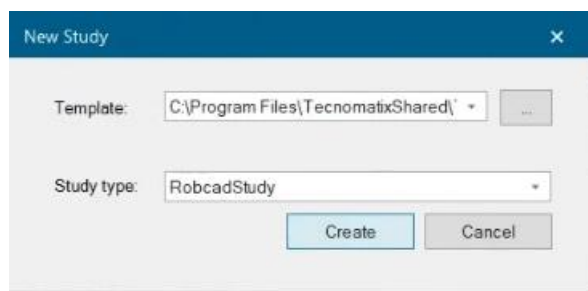 New Study
Template: C:\Program Files\TecnomatixShared\ ...
Study type: RobcadStudy
Create Cancel